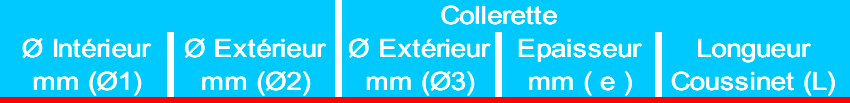 Collerette
Ø Intérieur Ø Extérieur Ø Extérieur Epaisseur Longueur
mm (Ø1) mm (Ø2) mm (Ø3) mm ( e ) Coussinet (L)